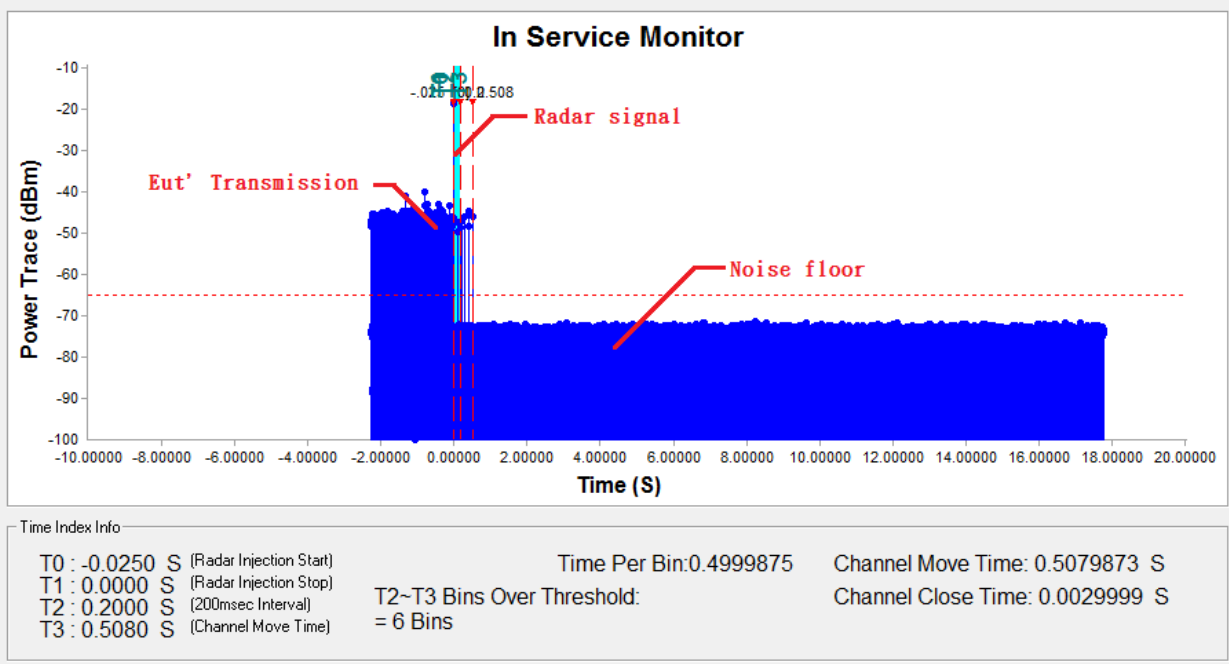 In Service Monitor
-10
-20
-30
-40
-50
-60
-70
-80
-90
-100
Power Trace (dBm)
Radar signal
Eut' Transmission
Noise floor
-10.00000 -8.00000 -6.00000 -4.00000 -2.00000 0.00000 2.00000 4.00000 6.00000 8.00000 10.00000 12.00000 14.00000 16.00000 18.00000 20.00000
Time (S)
Time Index Info
T0 : -0.0250 S (Radar Injection Start)
T1 : 0.0000 S (Radar Injection Stop)
T2 : 0.2000 S (200msec Interval)
T3 : 0.5080 S (Channel Move Time)
Time Per Bin:0.4999875
T2~T3 Bins Over Threshold:
= 6 Bins
Channel Move Time: 0.5079873 S
Channel Close Time: 0.0029999 S